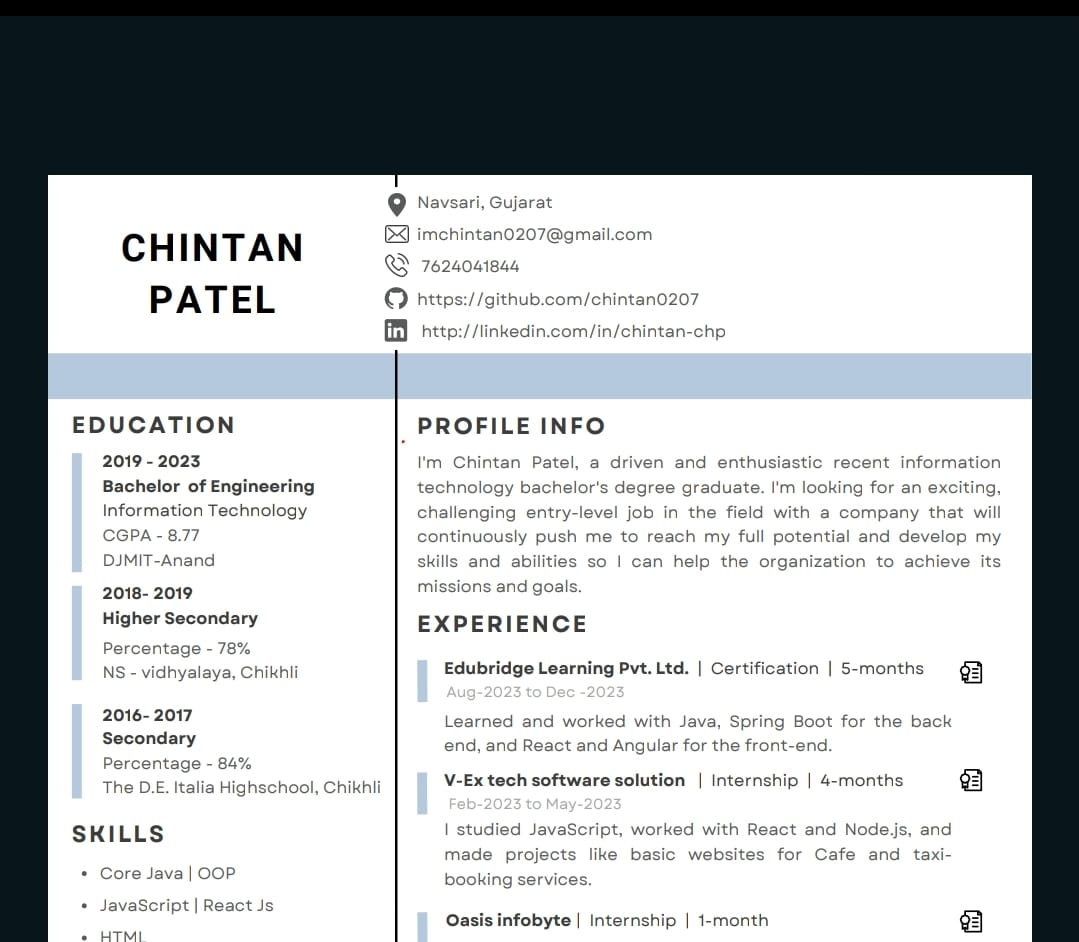 CHINTAN
PATEL
Navsari, Gujarat
imchintan0207@gmail.com
7624041844
https://github.com/chintan0207
http://linkedin.com/in/chintan-chp
EDUCATION
2019 - 2023
Bachelor of Engineering
Information Technology
CGPA - 8.77
DJMIT-Anand
2018- 2019
Higher Secondary
Percentage - 78%
NS - vidhyalaya, Chikhli
2016- 2017
Secondary
Percentage - 84%
The D.E. Italia Highschool, Chikhli
SKILLS
• Core Java | OOP
• JavaScript | React Js
• HTML
PROFILE INFO
I'm Chintan Patel, a driven and enthusiastic recent information
technology bachelor's degree graduate. I'm looking for an exciting,
challenging entry-level job in the field with a company that will
continuously push me to reach my full potential and develop my
skills and abilities so I can help the organization to achieve its
missions and goals.
EXPERIENCE
Edubridge Learning Pvt. Ltd. | Certification | 5-months
Aug-2023 to Dec -2023
Learned and worked with Java, Spring Boot for the back
end, and React and Angular for the front-end.
V-Ex tech software solution | Internship | 4-months
Feb-2023 to May-2023
I studied JavaScript, worked with React and Node.js, and
made projects like basic websites for Cafe and taxi-
booking services.
Oasis infobyte | Internship | 1-month